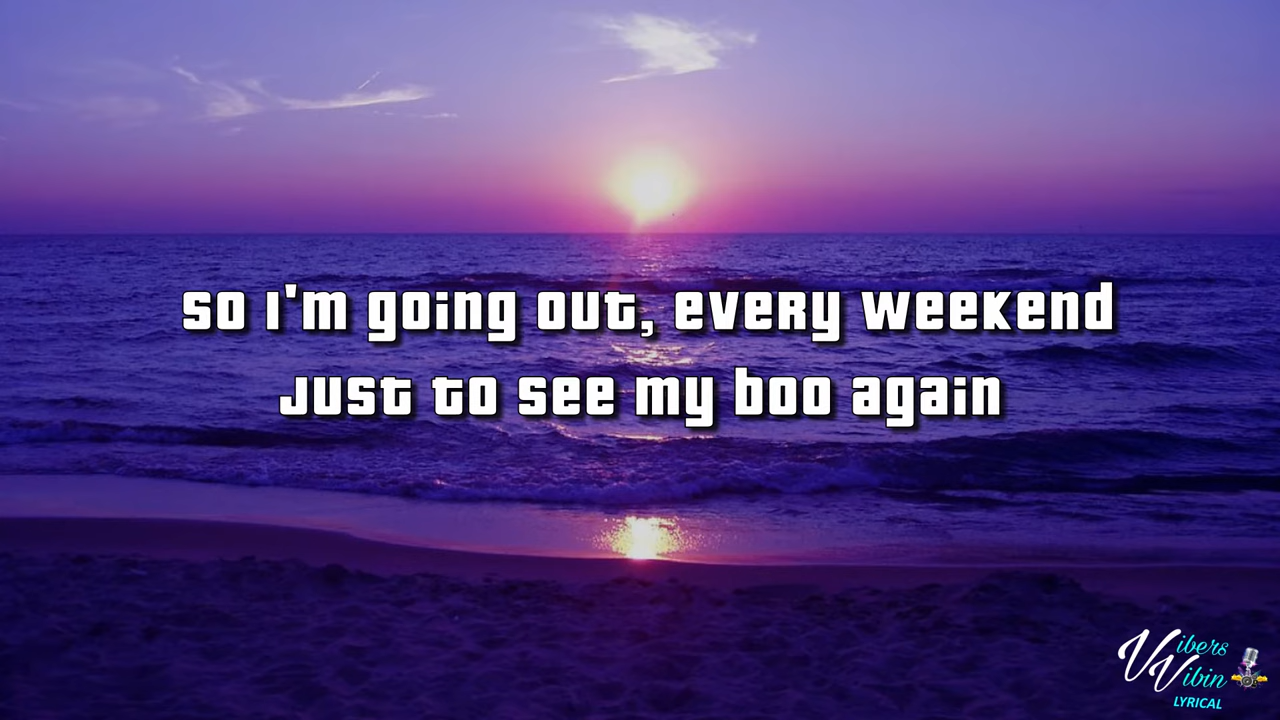 So I'm going out, every weekend
Just to see my boo again
Vibers
Vibin
LYRICAL